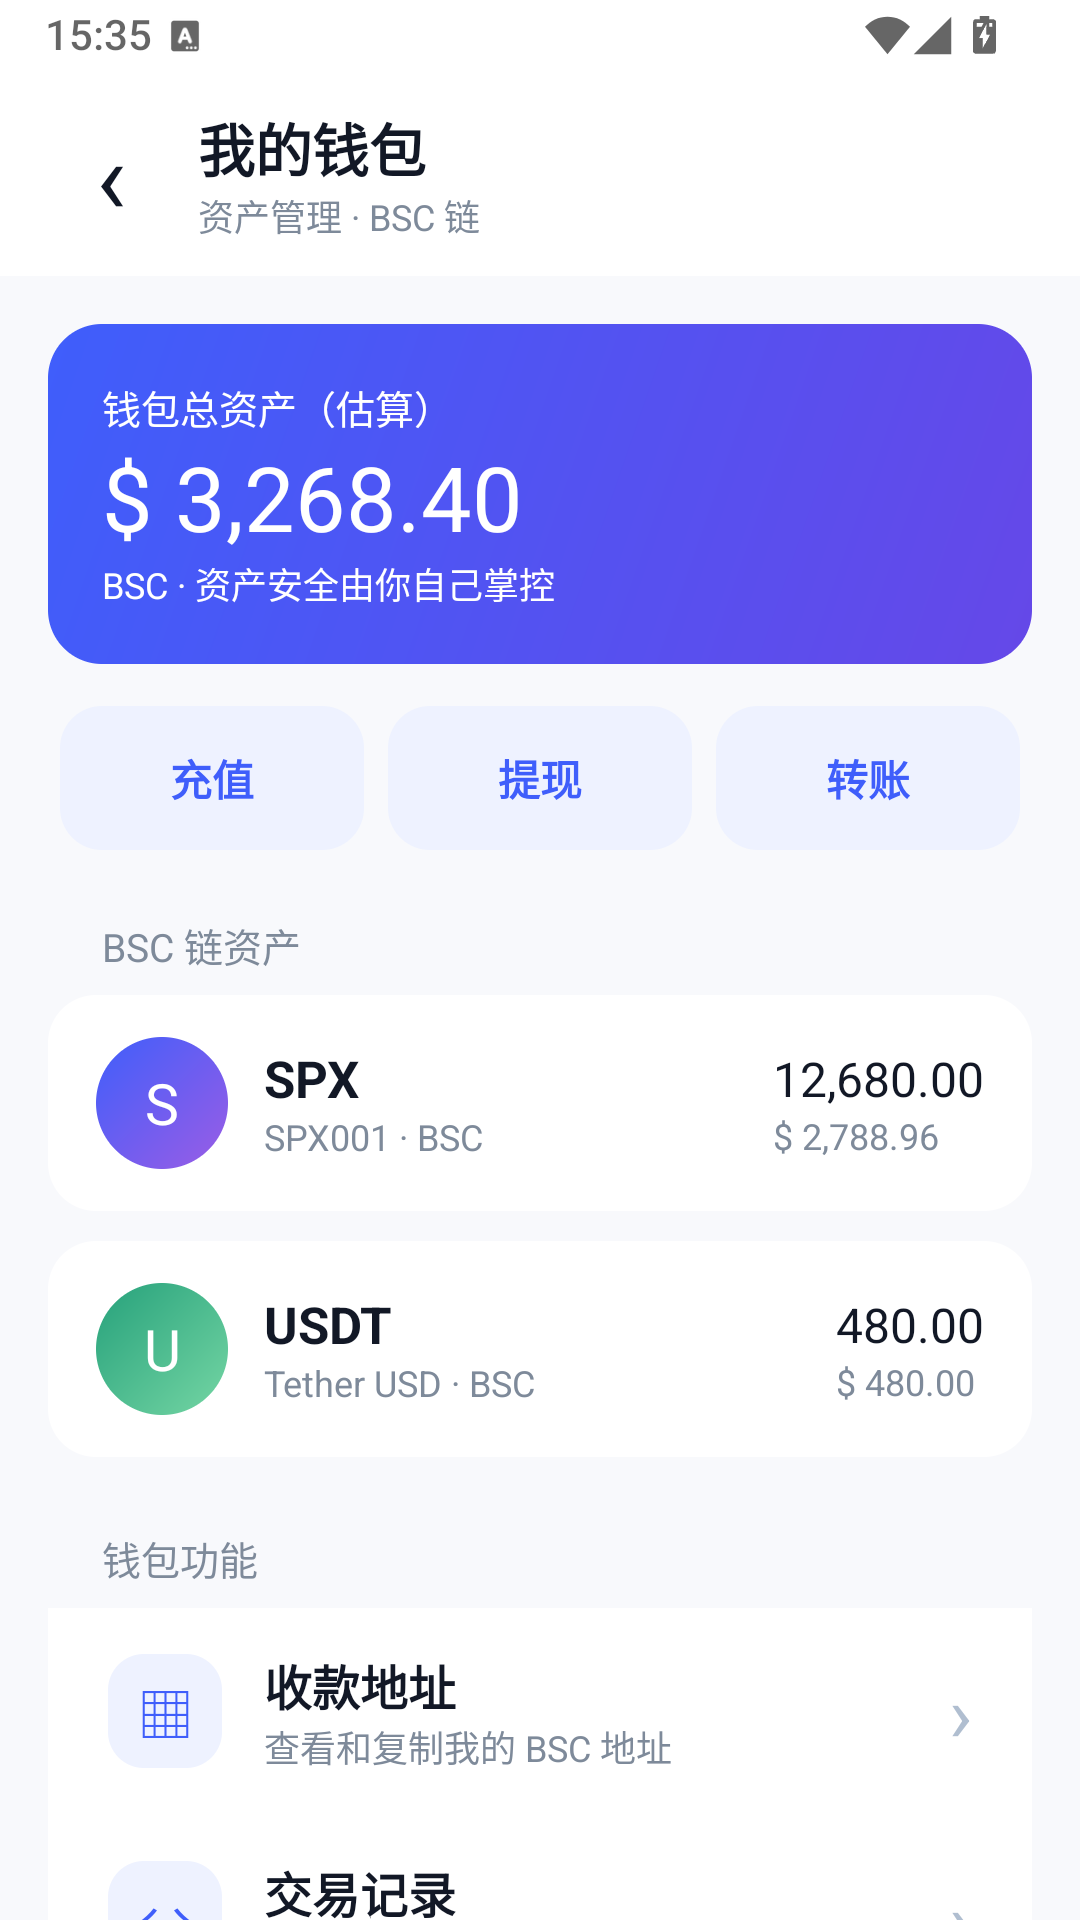 15:35
我的钱包
资产管理 · BSC 链
钱包总资产（估算）
$ 3,268.40
BSC · 资产安全由你自己掌控
充值 提现 转账
BSC 链资产
S SPX 12,680.00
SPX001 · BSC $ 2,788.96
U USDT 480.00
Tether USD · BSC $ 480.00
钱包功能
收款地址
查看和复制我的 BSC 地址
交易记录